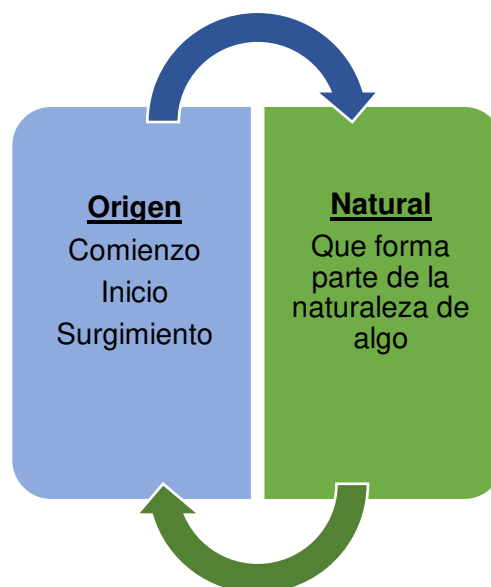 Origen
Comienzo
Inicio
Surgimiento
Natural
Que forma
parte de la
naturaleza de
algo